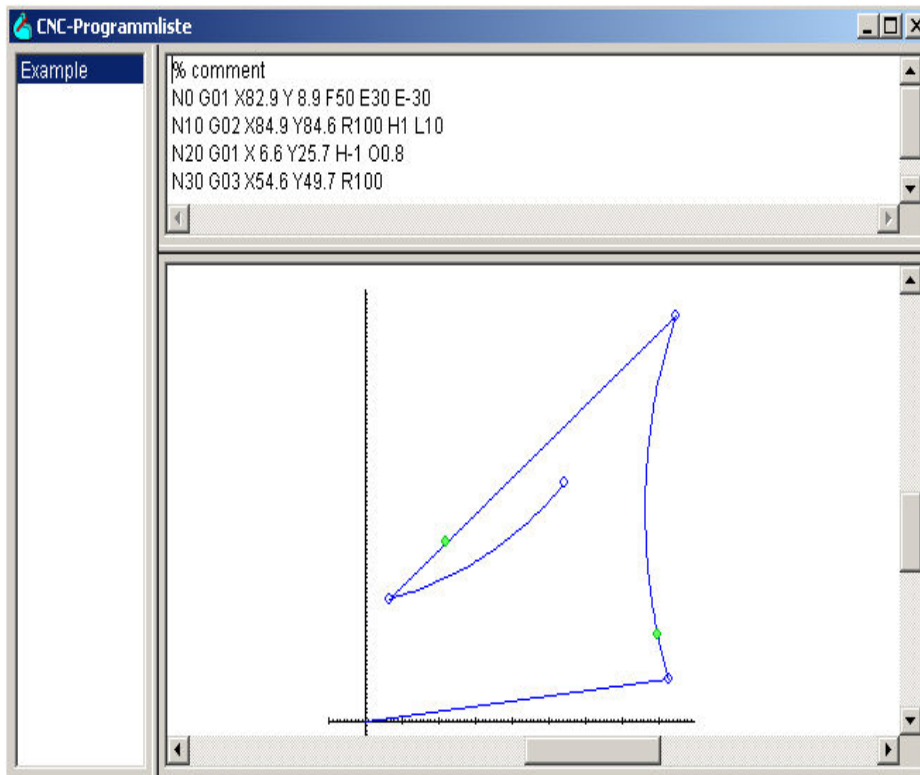 CNC-Programmliste
Example
% comment
N0 G01 X82.9 Y 8.9 F50 E30 E-30
N10 G02 X84.9 Y84.6 R100 H1 L10
N20 G01 X 6.6 Y25.7 H-1 O0.8
N30 G03 X54.6 Y49.7 R100